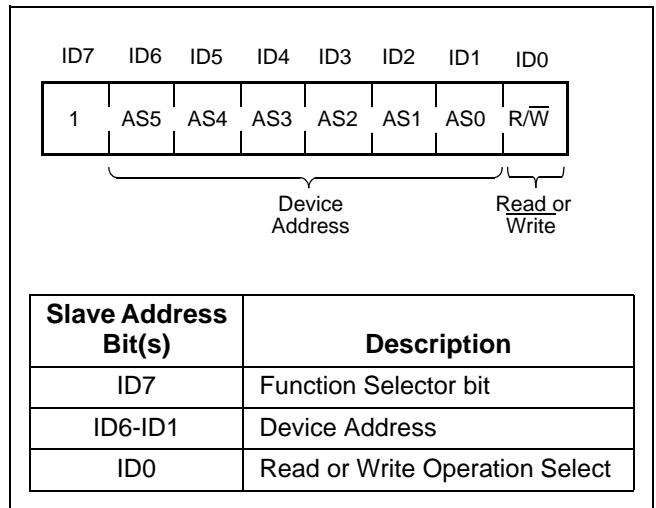 ID7 ID6 ID5 ID4 ID3 ID2 ID1 ID0
1 AS5 AS4 AS3 AS2 AS1 AS0 R/W̅
Device Read or
Address Write
Slave Address
Bit(s) Description
ID7 Function Selector bit
ID6-ID1 Device Address
ID0 Read or Write Operation Select